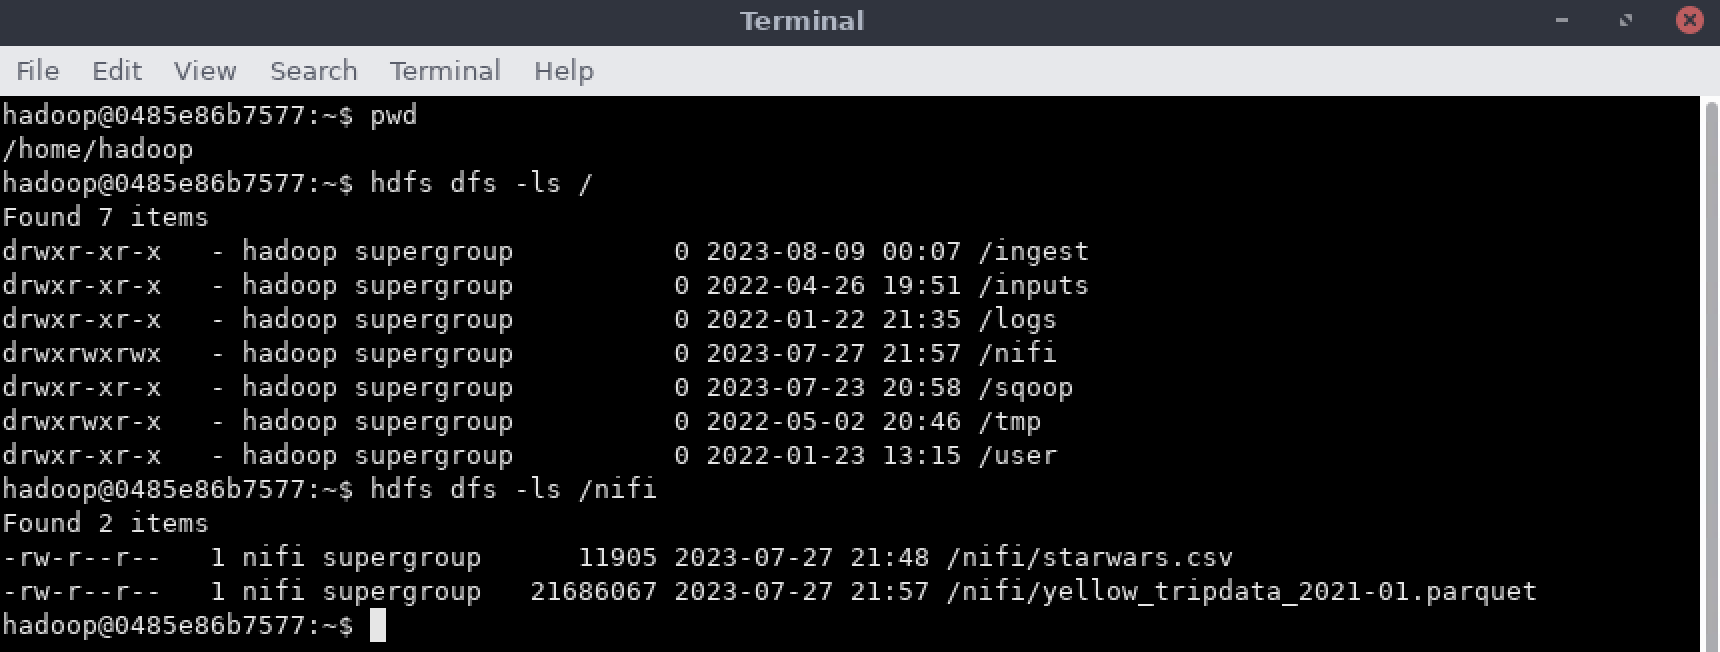 Terminal
File Edit View Search Terminal Help
hadoop@0485e86b7577:~$ pwd
/home/hadoop
hadoop@0485e86b7577:~$ hdfs dfs -ls /
Found 7 items
drwxr-xr-x   - hadoop supergroup          0 2023-08-09 00:07 /ingest
drwxr-xr-x   - hadoop supergroup          0 2022-04-26 19:51 /inputs
drwxr-xr-x   - hadoop supergroup          0 2022-01-22 21:35 /logs
drwxrwxrwx   - hadoop supergroup          0 2023-07-27 21:57 /nifi
drwxr-xr-x   - hadoop supergroup          0 2023-07-23 20:58 /sqoop
drwxrwxr-x   - hadoop supergroup          0 2022-05-02 20:46 /tmp
drwxr-xr-x   - hadoop supergroup          0 2022-01-23 13:15 /user
hadoop@0485e86b7577:~$ hdfs dfs -ls /nifi
Found 2 items
-rw-r--r--   1 nifi supergroup      11905 2023-07-27 21:48 /nifi/starwars.csv
-rw-r--r--   1 nifi supergroup   21686067 2023-07-27 21:57 /nifi/yellow_tripdata_2021-01.parquet
hadoop@0485e86b7577:~$